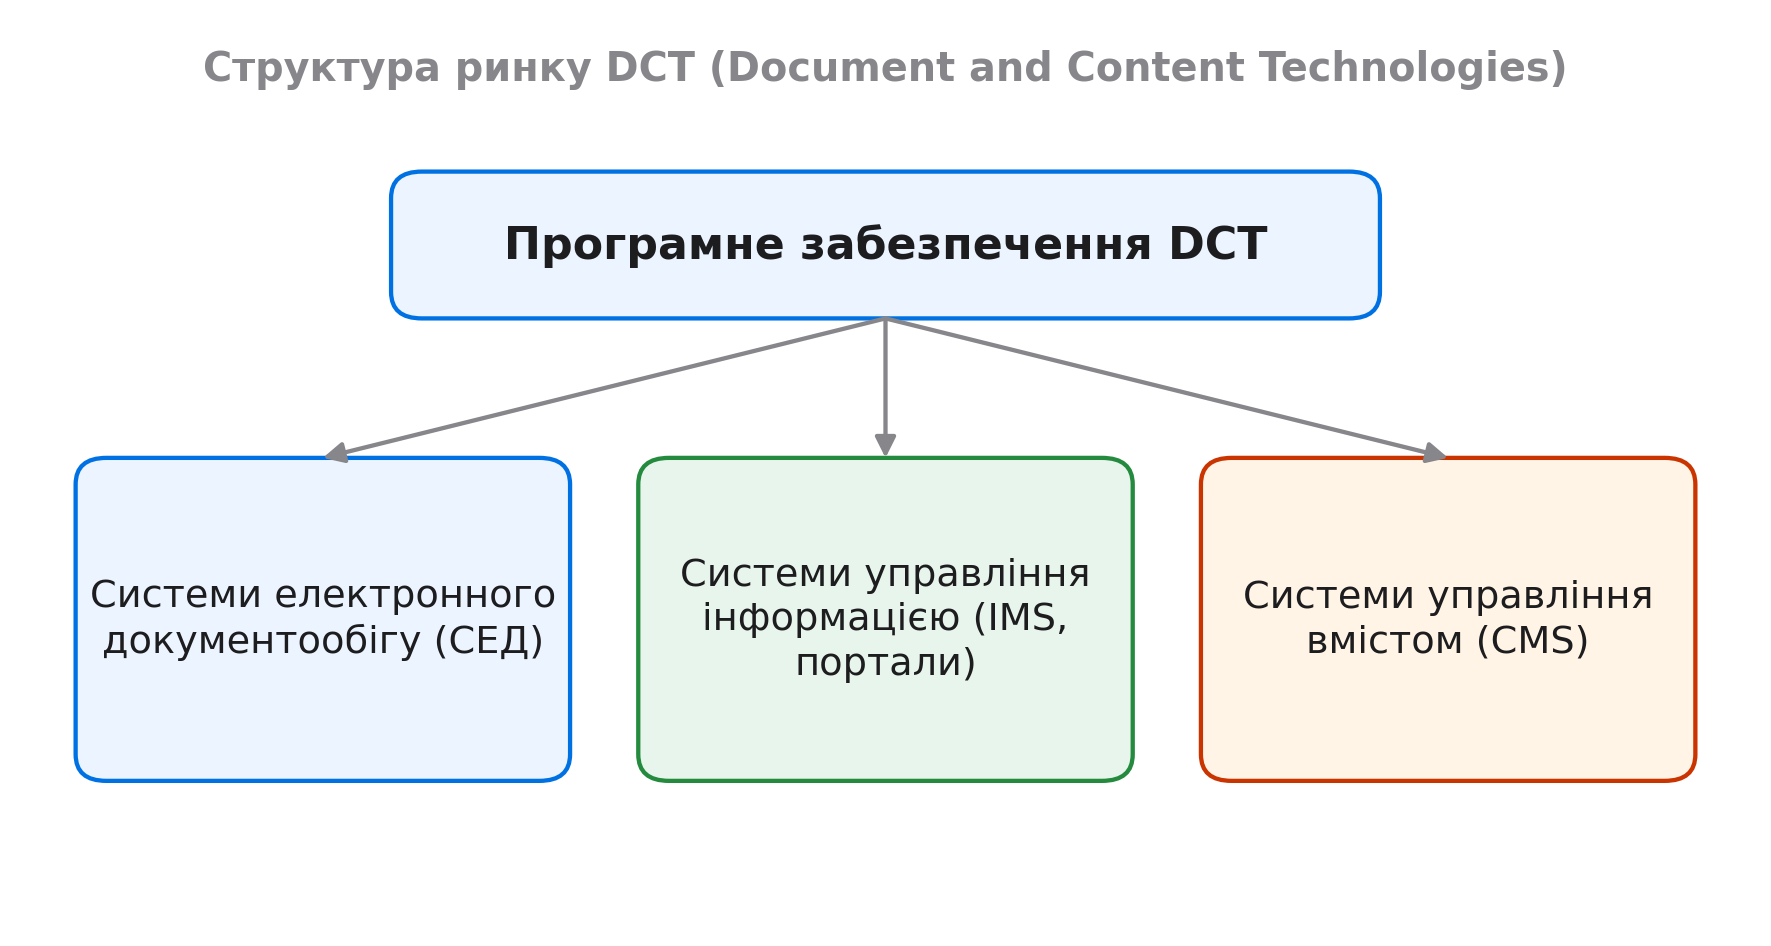 Структура ринку DCT (Document and Content Technologies)
Програмне забезпечення DCT
Системи електронного
документообігу (СЕД)
Системи управління
інформацією (IMS,
портали)
Системи управління
вмістом (CMS)